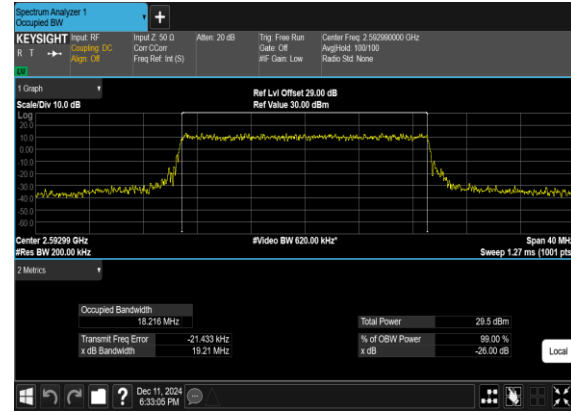 Spectrum Analyzer 1
Occupied BW
+
KEYSIGHT
R T
LU
Input: RF
Coupling: DC
Align: Off
Input Z: 50 Ω
Corr CCorr
Freq Ref: Int (S)
Atten: 20 dB
Trig: Free Run
Gate: Off
#IF Gain: Low
Center Freq: 2.592990000 GHz
Avg|Hold: 100/100
Radio Std: None
1 Graph
Scale/Div 10.0 dB
Ref Lvl Offset 29.00 dB
Ref Value 30.00 dBm
Log
20.0
10.0
0.00
-10.0
-20.0
-30.0
-40.0
-50.0
-60.0
Center 2.59299 GHz
#Res BW 200.00 kHz
#Video BW 620.00 kHz*
Span 40 MHz
Sweep 1.27 ms (1001 pts
2 Metrics
Occupied Bandwidth
18.216 MHz
Transmit Freq Error -21.433 kHz
x dB Bandwidth 19.21 MHz
Total Power 29.5 dBm
% of OBW Power 99.00 %
x dB -26.00 dB
Local
?
Dec 11, 2024
6:33:05 PM